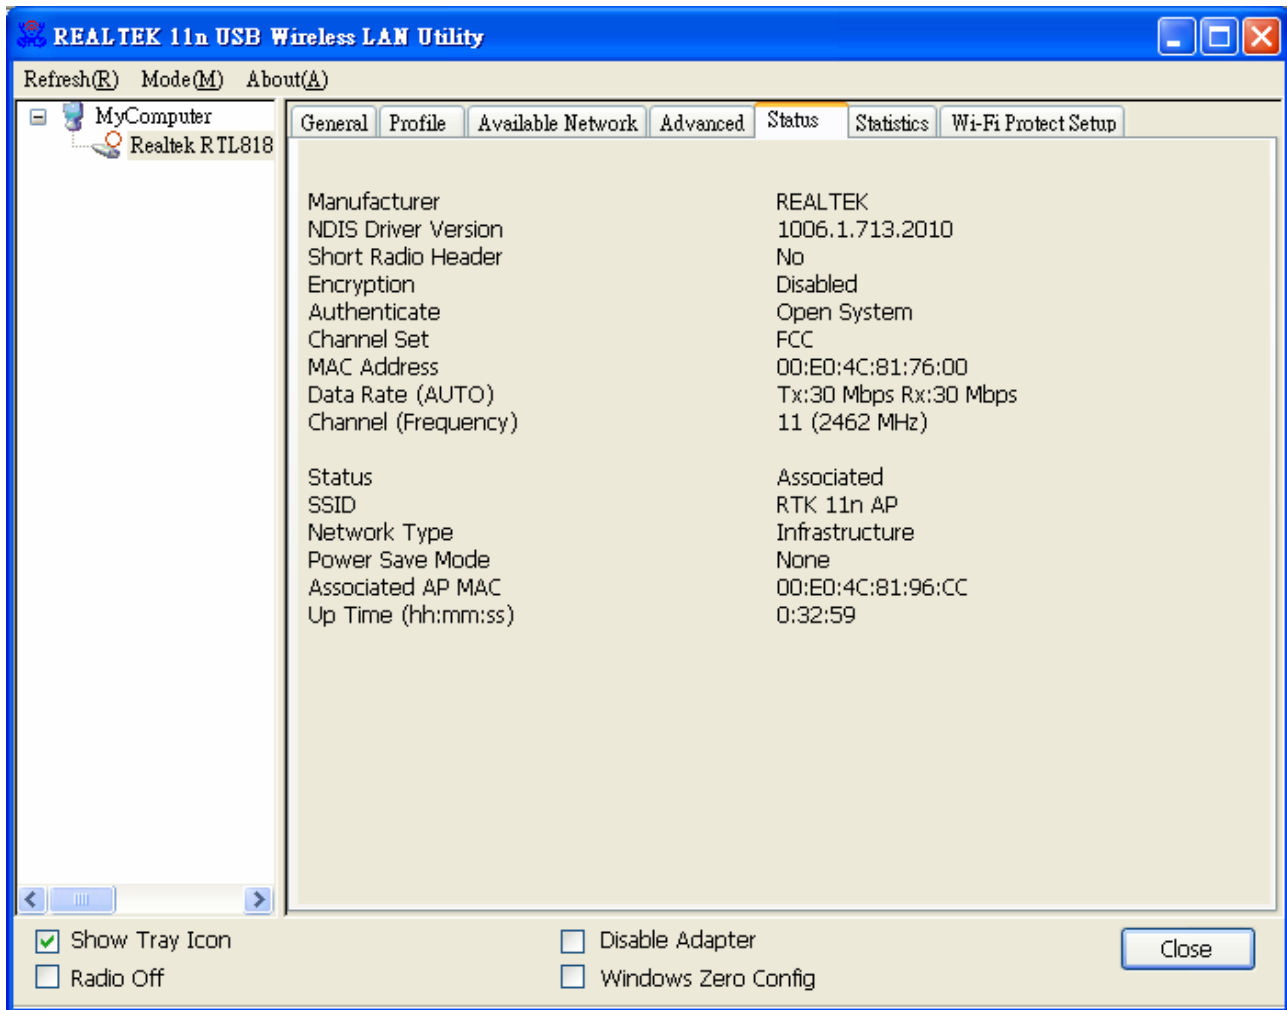 REALTEK 11n USB Wireless LAN Utility
Refresh(R) Mode(M) About(A)
MyComputer
Realtek RTL818
General Profile Available Network Advanced Status Statistics Wi-Fi Protect Setup
Manufacturer REALTEK
NDIS Driver Version 1006.1.713.2010
Short Radio Header No
Encryption Disabled
Authenticate Open System
Channel Set FCC
MAC Address 00:E0:4C:81:76:00
Data Rate (AUTO) Tx:30 Mbps Rx:30 Mbps
Channel (Frequency) 11 (2462 MHz)
Status Associated
SSID RTK 11n AP
Network Type Infrastructure
Power Save Mode None
Associated AP MAC 00:E0:4C:81:96:CC
Up Time (hh:mm:ss) 0:32:59
Show Tray Icon Disable Adapter Close
Radio Off Windows Zero Config